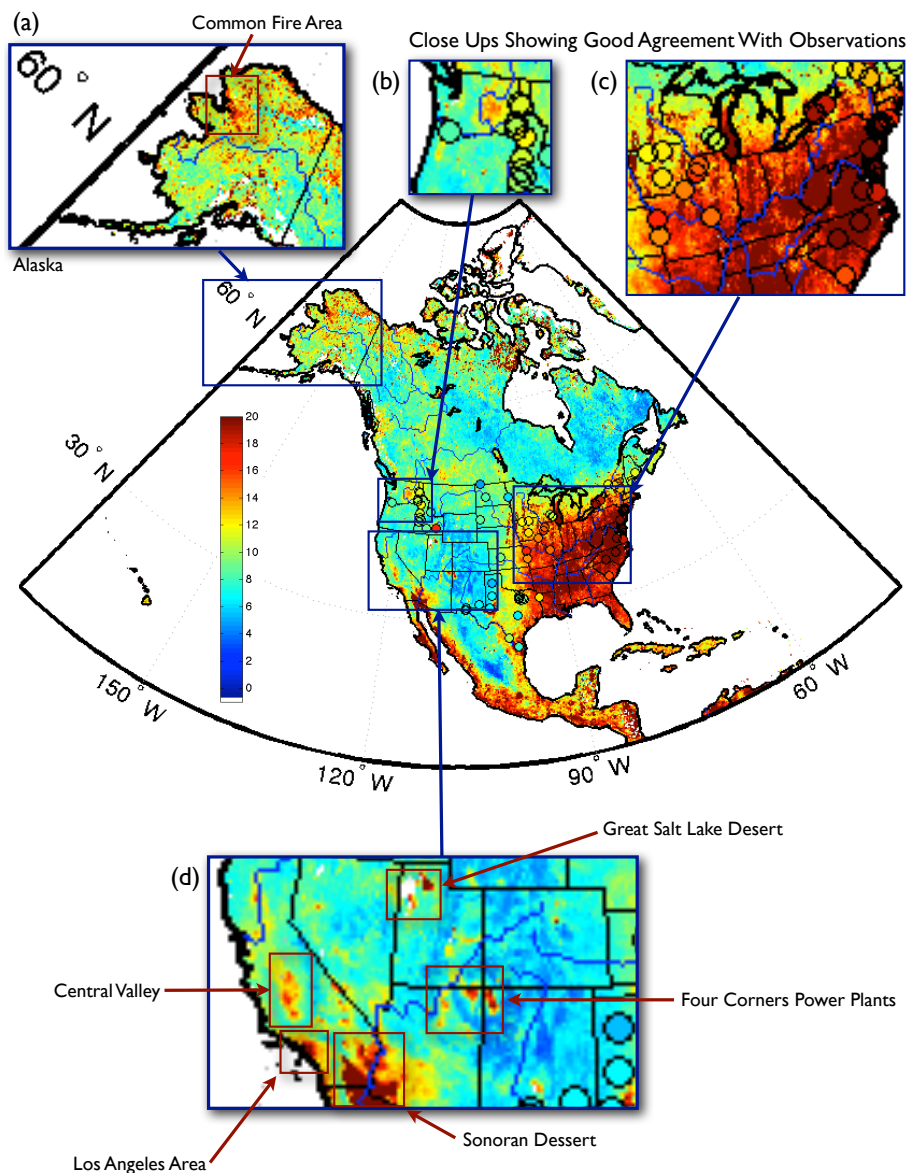 (a)
Common Fire Area
Close Ups Showing Good Agreement With Observations
60 ° N
(b)
(c)
Alaska
60 ° N
30 ° N
20
18
16
14
12
10
8
6
4
2
0
150 ° W
120 ° W
90 ° W
60 ° W
Great Salt Lake Desert
(d)
Central Valley
Four Corners Power Plants
Sonoran Dessert
Los Angeles Area